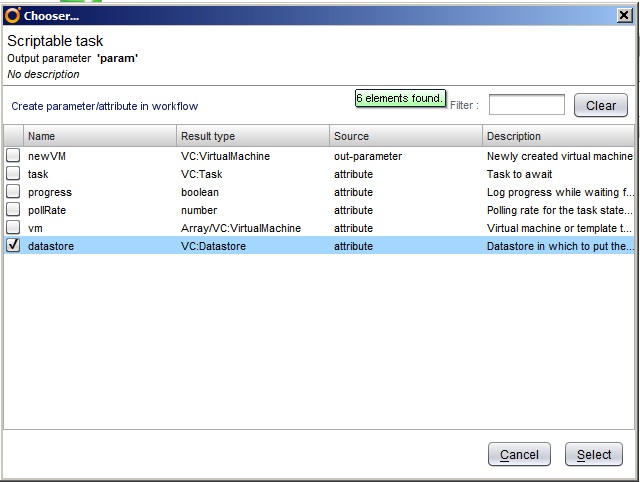 Chooser...
Scriptable task
Output parameter 'param'
No description
Create parameter/attribute in workflow
6 elements found.
Filter :
Clear
Name Result type Source Description
newVM VC:VirtualMachine out-parameter Newly created virtual machine
task VC:Task attribute Task to await
progress boolean attribute Log progress while waiting f...
pollRate number attribute Polling rate for the task state...
vm Array/VC:VirtualMachine attribute Virtual machine or template t...
datastore VC:Datastore attribute Datastore in which to put the...
Cancel Select